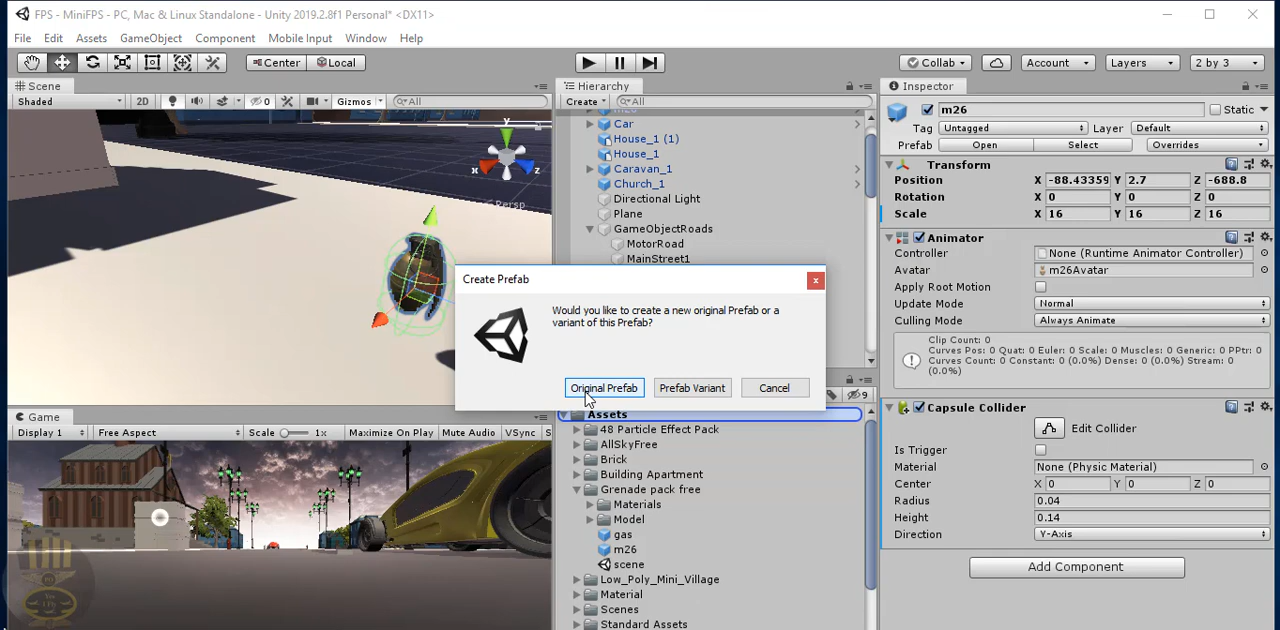 FPS - MiniFPS - PC, Mac & Linux Standalone - Unity 2019.2.8f1 Personal* <DX11>
File Edit Assets GameObject Component Mobile Input Window Help
Center Local Collab Account Layers 2 by 3
Scene
Shaded 2D 0 Gizmos All
y
x
z
Persp
Hierarchy
Create All
Car
House_1 (1)
House_1
Caravan_1
Church_1
Directional Light
Plane
GameObjectRoads
MotorRoad
MainStreet1
Create Prefab
Would you like to create a new original Prefab or a
variant of this Prefab?
Original Prefab Prefab Variant Cancel
9
Assets
48 Particle Effect Pack
AllSkyFree
Brick
Building Apartment
Grenade pack free
Materials
Model
gas
m26
scene
Low_Poly_Mini_Village
Material
Scenes
Standard Assets
Game
Display 1 Free Aspect Scale 1x Maximize On Play Mute Audio VSync S
Inspector
m26 Static
Tag Untagged Layer Default
Prefab Open Select Overrides
Transform
Position X -88.43359 Y 2.7 Z -688.8
Rotation X 0 Y 0 Z 0
Scale X 16 Y 16 Z 16
Animator
Controller None (Runtime Animator Controller)
Avatar m26Avatar
Apply Root Motion
Update Mode Normal
Culling Mode Always Animate
Clip Count: 0
Curves Pos: 0 Quat: 0 Euler: 0 Scale: 0 Muscles: 0 Generic: 0 PPtr: 0
Curves Count: 0 Constant: 0 (0.0%) Dense: 0 (0.0%) Stream: 0
(0.0%)
Capsule Collider
Edit Collider
Is Trigger
Material None (Physic Material)
Center X 0 Y 0 Z 0
Radius 0.04
Height 0.14
Direction Y-Axis
Add Component